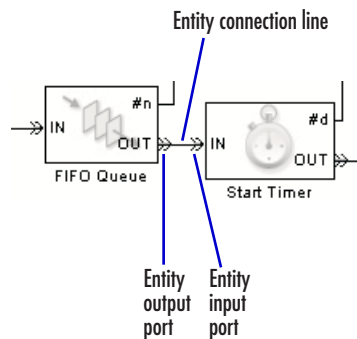 Entity connection line
#n
IN
OUT
FIFO Queue
#d
IN
OUT
Start Timer
Entity
output
port
Entity
input
port